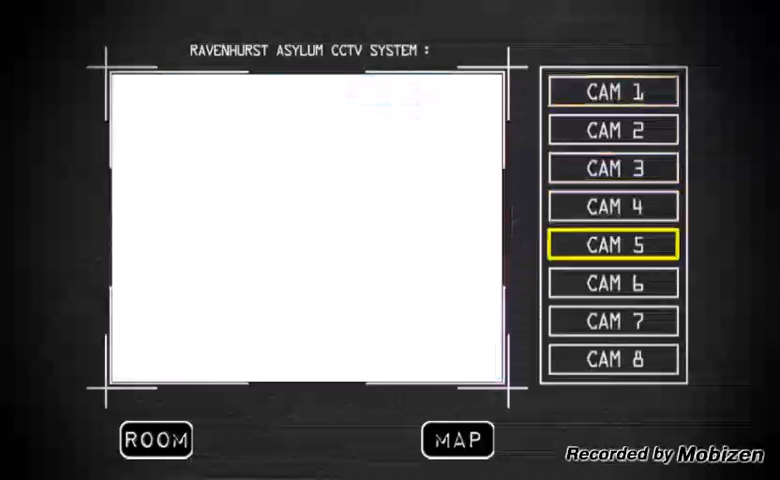 RAVENHURST ASYLUM CCTV SYSTEM :
CAM 1
CAM 2
CAM 3
CAM 4
CAM 5
CAM 6
CAM 7
CAM 8
ROOM
MAP
Recorded by Mobizen